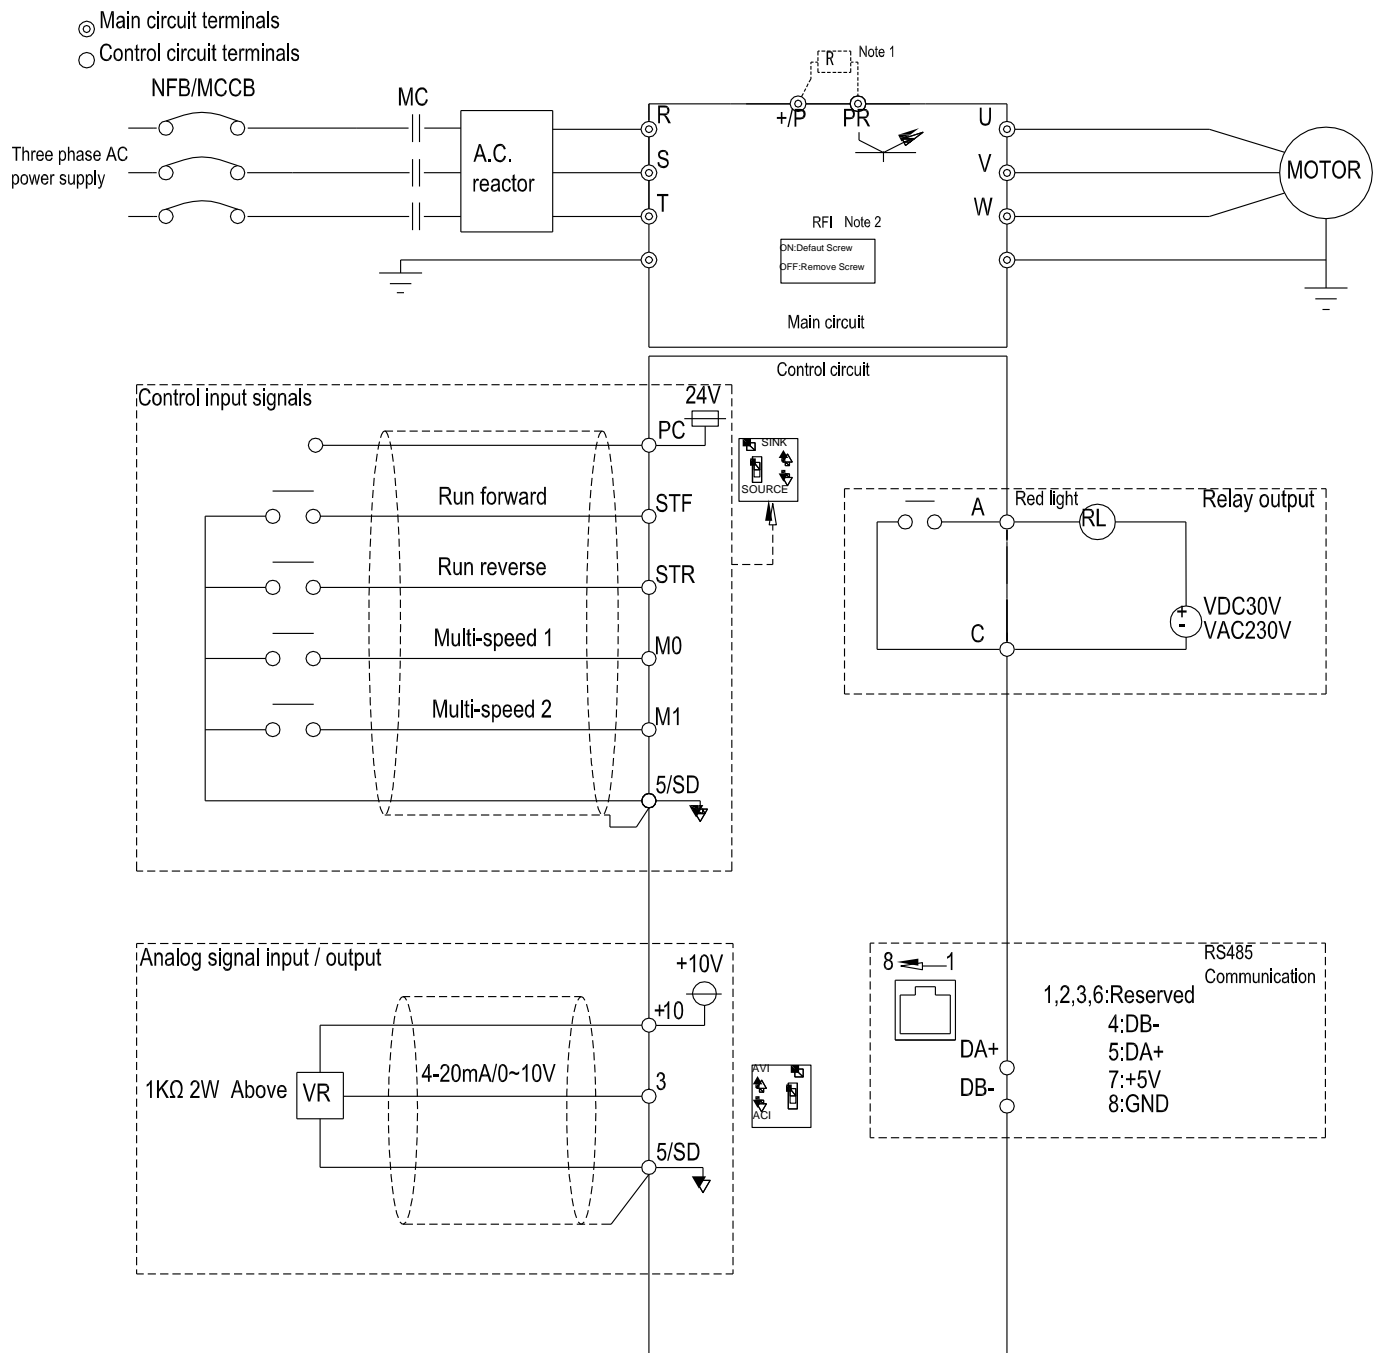 Main circuit terminals
Control circuit terminals
NFB/MCCB
MC
Three phase AC
power supply
A.C.
reactor
R
S
T
R
Note 1
+/P
PR
U
V
W
MOTOR
RFI Note 2
ON:Defaut Screw
OFF:Remove Screw
Main circuit
Control circuit
Control input signals
24V
PC
SINK
SOURCE
Run forward
STF
Run reverse
STR
Multi-speed 1
M0
Multi-speed 2
M1
5/SD
Relay output
A
Red light
RL
+
-
VDC30V
VAC230V
C
Analog signal input / output
+10V
+10
4-20mA/0~10V
3
1KΩ 2W Above
VR
5/SD
AVI
ACI
RS485
Communication
8
1
1,2,3,6:Reserved
4:DB-
5:DA+
7:+5V
8:GND
DA+
DB-